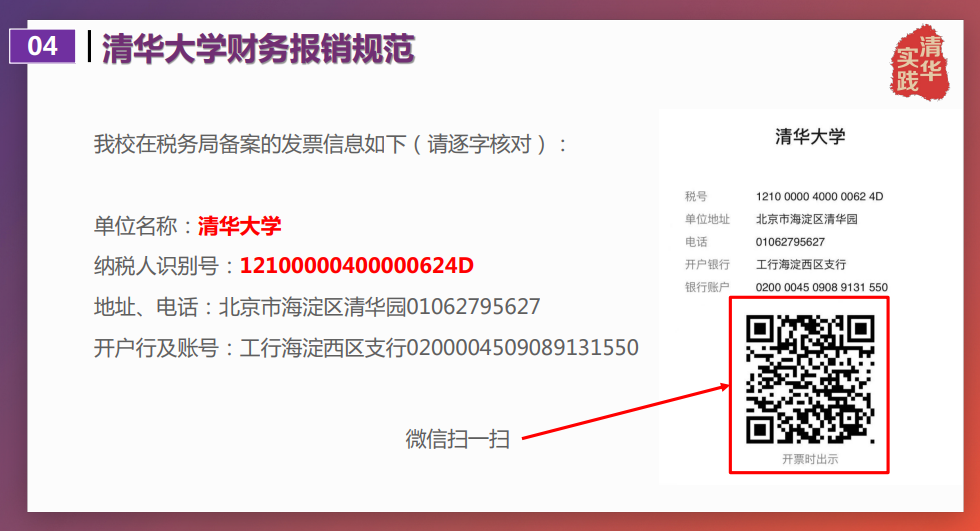 04
清华大学财务报销规范
清华
实践
我校在税务局备案的发票信息如下（请逐字核对）：
单位名称：清华大学
纳税人识别号：12100000400000624D
地址、电话：北京市海淀区清华园01062795627
开户行及账号：工行海淀西区支行0200004509089131550
微信扫一扫
清华大学
税号 1210 0000 4000 0062 4D
单位地址 北京市海淀区清华园
电话 01062795627
开户银行 工行海淀西区支行
银行账户 0200 0045 0908 9131 550
开票时出示